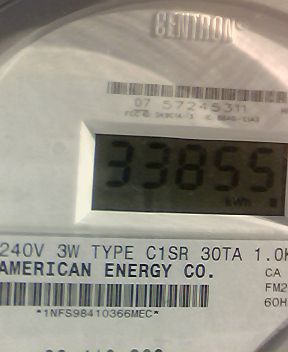 CENTRON
07 57245311
33855
kWh
240V 3W TYPE C1SR 30TA 1.0K
AMERICAN ENERGY CO.
CA
FM2
60H
*1NFS98410366MEC*